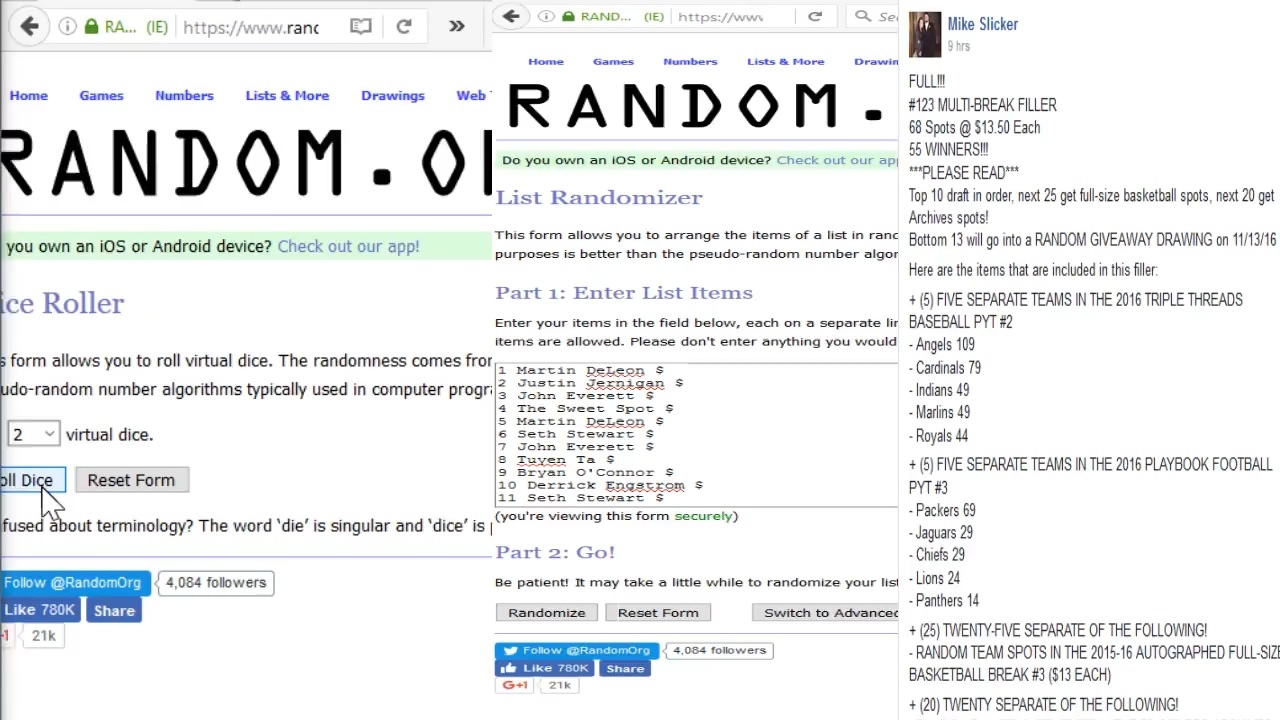 RA... (IE) https://www.ranc
Home Games Numbers Lists & More Drawings Web
RANDOM.O
you own an iOS or Android device? Check out our app!
ice Roller
s form allows you to roll virtual dice. The randomness comes from
udo-random number algorithms typically used in computer progr
2 virtual dice.
oll Dice Reset Form
fused about terminology? The word ‘die’ is singular and ‘dice’ is p
Follow @RandomOrg 4,084 followers
Like 780K Share
+1 21k
RAND... (IE) https://www
Home Games Numbers Lists & More Drawin
RANDOM.
Do you own an iOS or Android device? Check out our app
List Randomizer
This form allows you to arrange the items of a list in ranc
purposes is better than the pseudo-random number algor
Part 1: Enter List Items
Enter your items in the field below, each on a separate lin
items are allowed. Please don't enter anything you would
1 Martin DeLeon $
2 Justin Jernigan $
3 John Everett $
4 The Sweet Spot $
5 Martin DeLeon $
6 Seth Stewart $
7 John Everett $
8 Tuyen Ta $
9 Bryan O'Connor $
10 Derrick Engstrom $
11 Seth Stewart $
(you're viewing this form securely)
Part 2: Go!
Be patient! It may take a little while to randomize your list
Randomize Reset Form Switch to Advanced
Follow @RandomOrg 4,084 followers
Like 780K Share
G+1 21k
Mike Slicker
9 hrs
FULL!!!
#123 MULTI-BREAK FILLER
68 Spots @ $13.50 Each
55 WINNERS!!!
***PLEASE READ***
Top 10 draft in order, next 25 get full-size basketball spots, next 20 get
Archives spots!
Bottom 13 will go into a RANDOM GIVEAWAY DRAWING on 11/13/16
Here are the items that are included in this filler:
+ (5) FIVE SEPARATE TEAMS IN THE 2016 TRIPLE THREADS
BASEBALL PYT #2
- Angels 109
- Cardinals 79
- Indians 49
- Marlins 49
- Royals 44
+ (5) FIVE SEPARATE TEAMS IN THE 2016 PLAYBOOK FOOTBALL
PYT #3
- Packers 69
- Jaguars 29
- Chiefs 29
- Lions 24
- Panthers 14
+ (25) TWENTY-FIVE SEPARATE OF THE FOLLOWING!
- RANDOM TEAM SPOTS IN THE 2015-16 AUTOGRAPHED FULL-SIZE
BASKETBALL BREAK #3 ($13 EACH)
+ (20) TWENTY SEPARATE OF THE FOLLOWING!